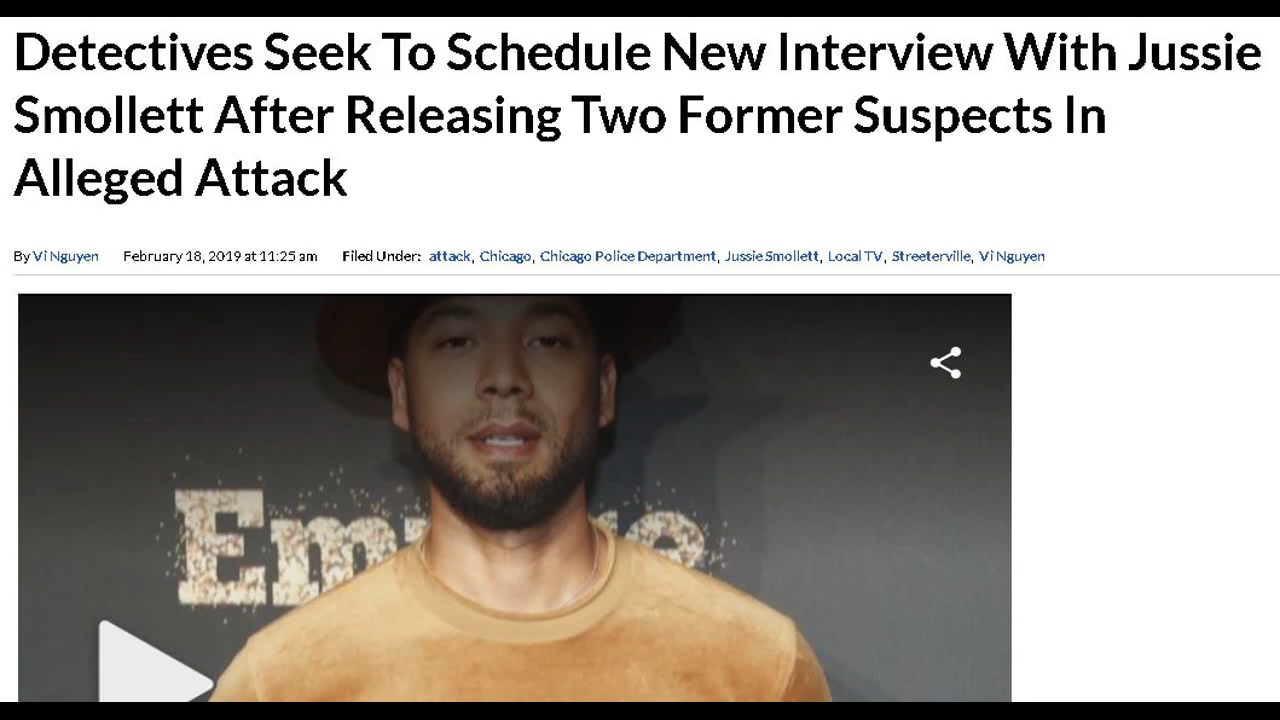 Detectives Seek To Schedule New Interview With Jussie
Smollett After Releasing Two Former Suspects In
Alleged Attack
By Vi Nguyen February 18, 2019 at 11:25 am Filed Under: attack, Chicago, Chicago Police Department, Jussie Smollett, Local TV, Streeterville, Vi Nguyen